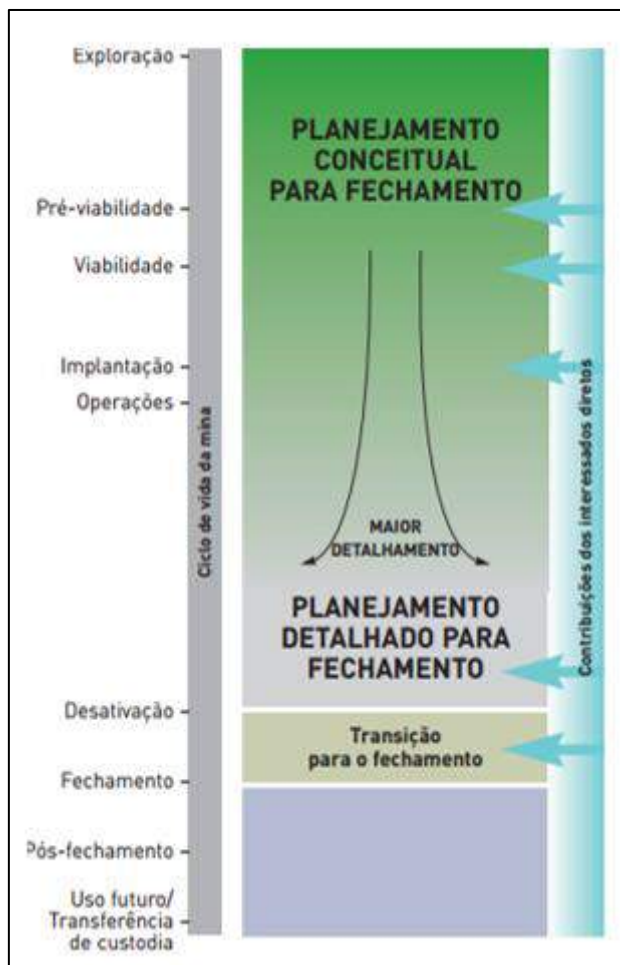 Exploração
PLANEJAMENTO
CONCEITUAL
PARA FECHAMENTO
Pré-viabilidade
Viabilidade
Implantação
Operações
Ciclo de vida da mina
Contribuições dos interessados diretos
MAIOR
DETALHAMENTO
PLANEJAMENTO
DETALHADO PARA
FECHAMENTO
Desativação
Transição
para o fechamento
Fechamento
Pós-fechamento
Uso futuro/
Transferência
de custodia